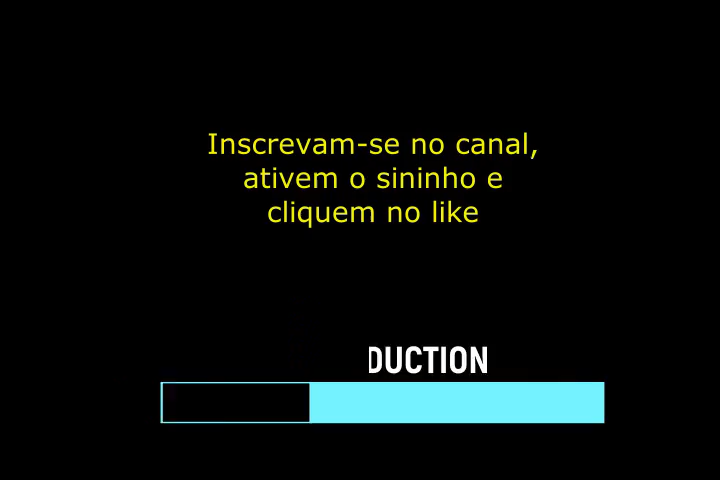 Inscrevam-se no canal,
ativem o sininho e
cliquem no like
DUCTION